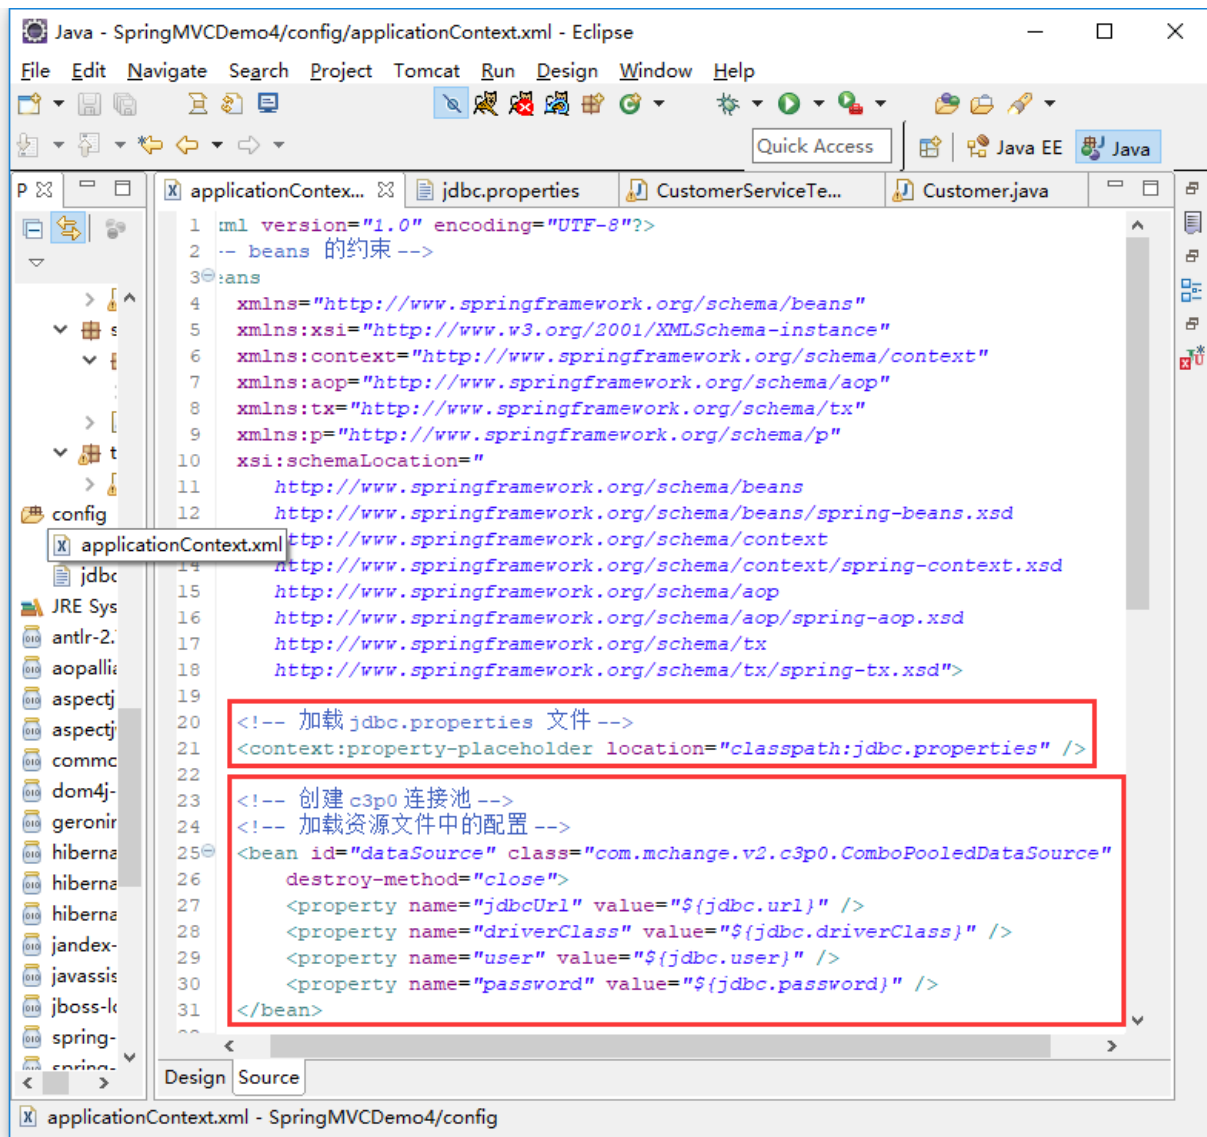 Java - SpringMVCDemo4/config/applicationContext.xml - Eclipse
File Edit Navigate Search Project Tomcat Run Design Window Help
Quick Access Java EE Java
P applicationContex... jdbc.properties CustomerServiceTe... Customer.java
1 xml version="1.0" encoding="UTF-8"?>
2 -- beans 的约束 -->
3 eans
4 xmlns="http://www.springframework.org/schema/beans"
5 xmlns:xsi="http://www.w3.org/2001/XMLSchema-instance"
6 xmlns:context="http://www.springframework.org/schema/context"
7 xmlns:aop="http://www.springframework.org/schema/aop"
8 xmlns:tx="http://www.springframework.org/schema/tx"
9 xmlns:p="http://www.springframework.org/schema/p"
10 xsi:schemaLocation="
11 http://www.springframework.org/schema/beans
12 http://www.springframework.org/schema/beans/spring-beans.xsd
ttp://www.springframework.org/schema/context
14 http://www.springframework.org/schema/context/spring-context.xsd
15 http://www.springframework.org/schema/aop
16 http://www.springframework.org/schema/aop/spring-aop.xsd
17 http://www.springframework.org/schema/tx
18 http://www.springframework.org/schema/tx/spring-tx.xsd">
19
20 <!-- 加载 jdbc.properties 文件 -->
21 <context:property-placeholder location="classpath:jdbc.properties" />
22
23 <!-- 创建 c3p0 连接池 -->
24 <!-- 加载资源文件中的配置 -->
25 <bean id="dataSource" class="com.mchange.v2.c3p0.ComboPooledDataSource"
26 destroy-method="close">
27 <property name="jdbcUrl" value="${jdbc.url}" />
28 <property name="driverClass" value="${jdbc.driverClass}" />
29 <property name="user" value="${jdbc.user}" />
30 <property name="password" value="${jdbc.password}" />
31 </bean>
s
t
config
applicationContext.xml
jdbc
JRE Sys
antlr-2.
aopallia
aspectj
aspectj
commo
dom4j-
geronir
hiberna
hiberna
hiberna
jandex-
javassis
jboss-lo
spring-
spring-
Design Source
applicationContext.xml - SpringMVCDemo4/config